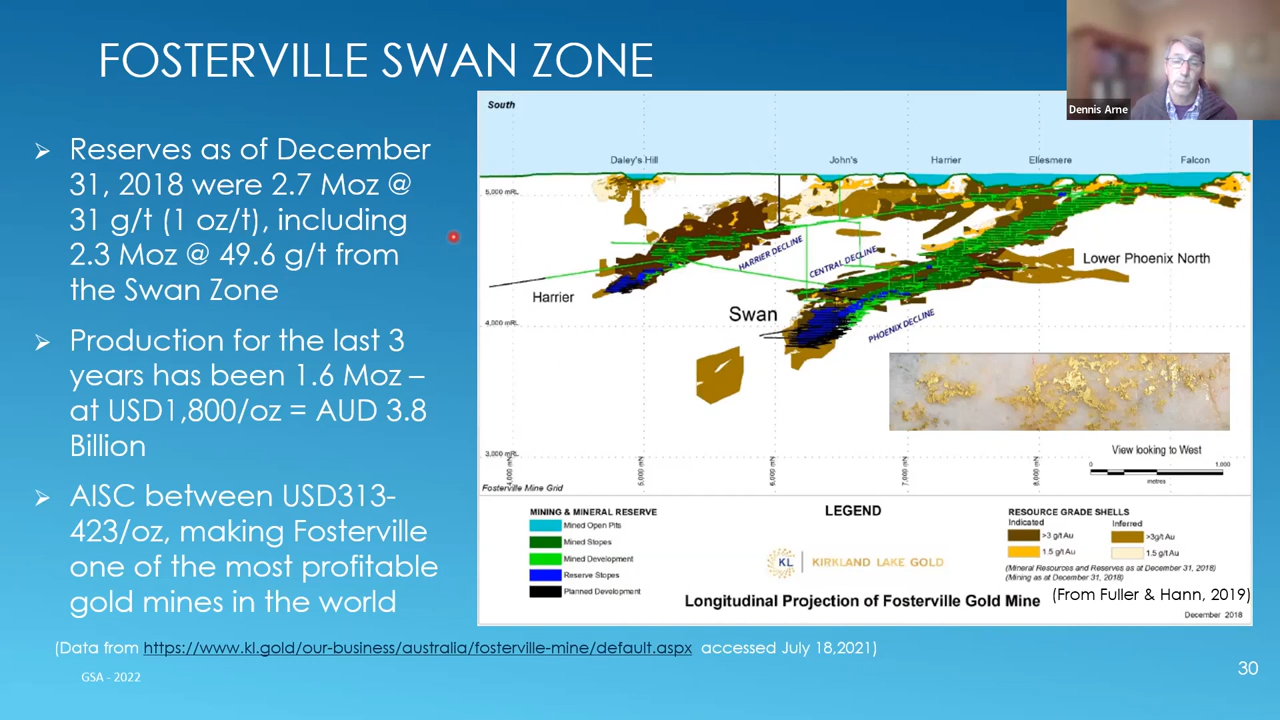 FOSTERVILLE SWAN ZONE
Dennis Arne
Reserves as of December
31, 2018 were 2.7 Moz @
31 g/t (1 oz/t), including
2.3 Moz @ 49.6 g/t from
the Swan Zone
Production for the last 3
years has been 1.6 Moz –
at USD1,800/oz = AUD 3.8
Billion
AISC between USD313-
423/oz, making Fosterville
one of the most profitable
gold mines in the world
South
Daley's Hill
John's
Harrier
Ellesmere
Falcon
5,000 mRL
HARRIER DECLINE
CENTRAL DECLINE
Lower Phoenix North
Harrier
Swan
4,000 mRL
PHOENIX DECLINE
View looking to West
0 1,000
metres
3,000 mRL
4,000 mN
5,000 mN
6,000 mN
7,000 mN
8,000 mN
Fosterville Mine Grid
MINING & MINERAL RESERVE
Mined Open Pits
Mined Stopes
Mined Development
Reserve Stopes
Planned Development
LEGEND
KL KIRKLAND LAKE GOLD
RESOURCE GRADE SHELLS
Indicated Inferred
>3 g/t Au >3g/t Au
1.5 g/t Au 1.5g/t Au
(Mineral Resources and Reserves as at December 31, 2018)
(Mining as at December 31, 2018)
Longitudinal Projection of Fosterville Gold Mine
(From Fuller & Hann, 2019)
December 2018
(Data from https://www.kl.gold/our-business/australia/fosterville-mine/default.aspx accessed July 18,2021)
GSA - 2022
30